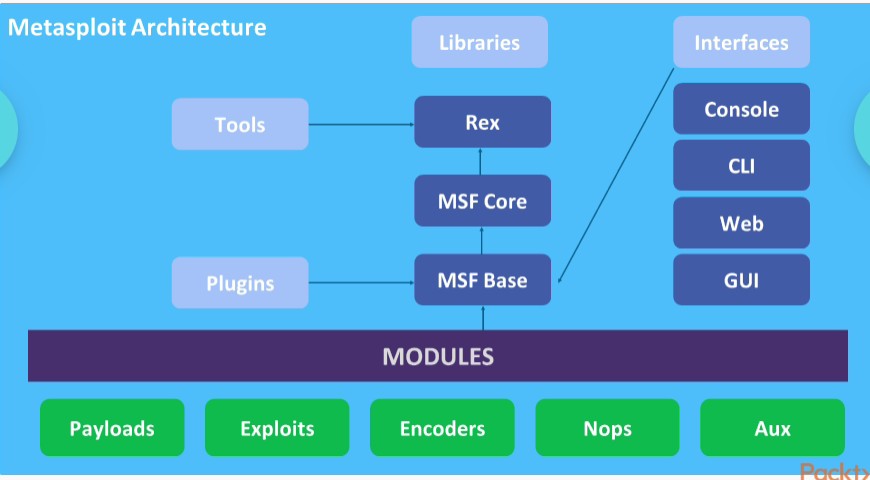 Metasploit Architecture
Libraries
Interfaces
Tools
Rex
Console
MSF Core
CLI
Web
Plugins
MSF Base
GUI
MODULES
Payloads
Exploits
Encoders
Nops
Aux